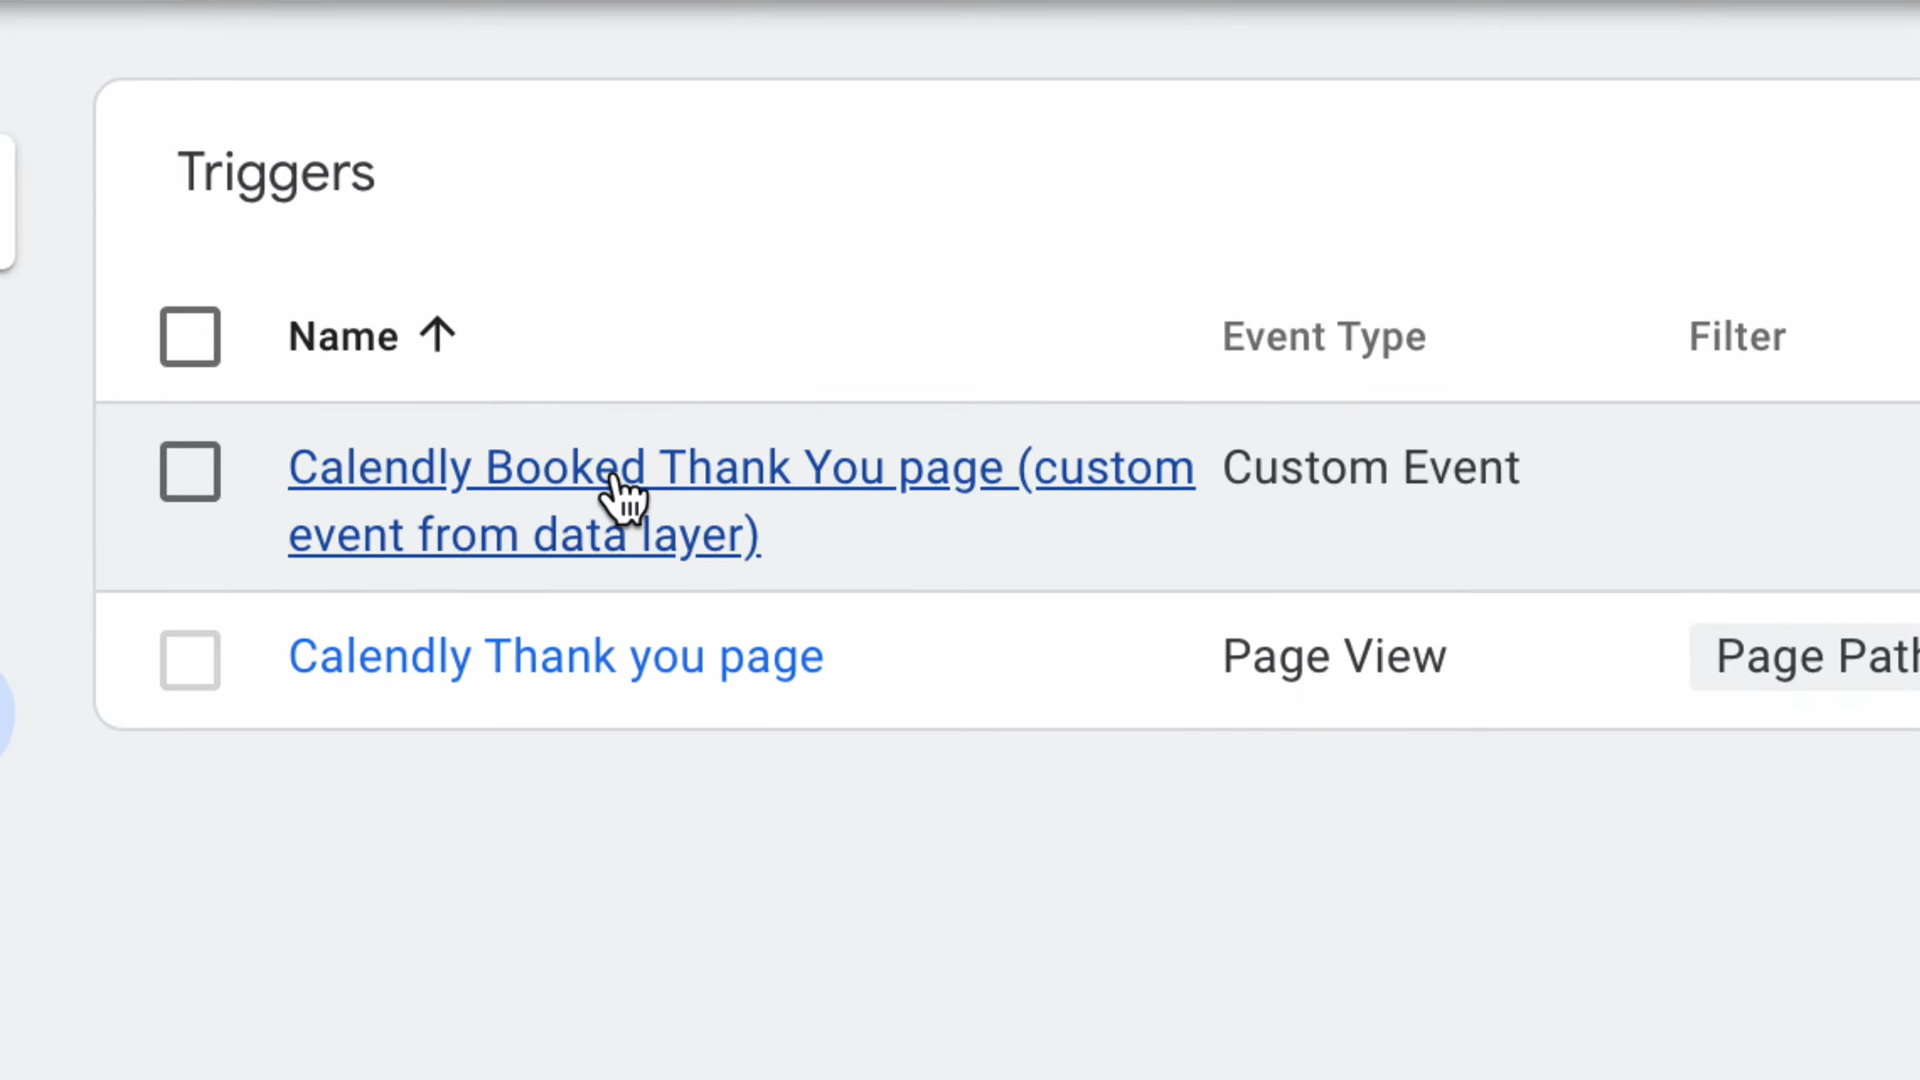 Triggers
Name Event Type Filter
Calendly Booked Thank You page (custom Custom Event
event from data layer)
Calendly Thank you page Page View Page Path